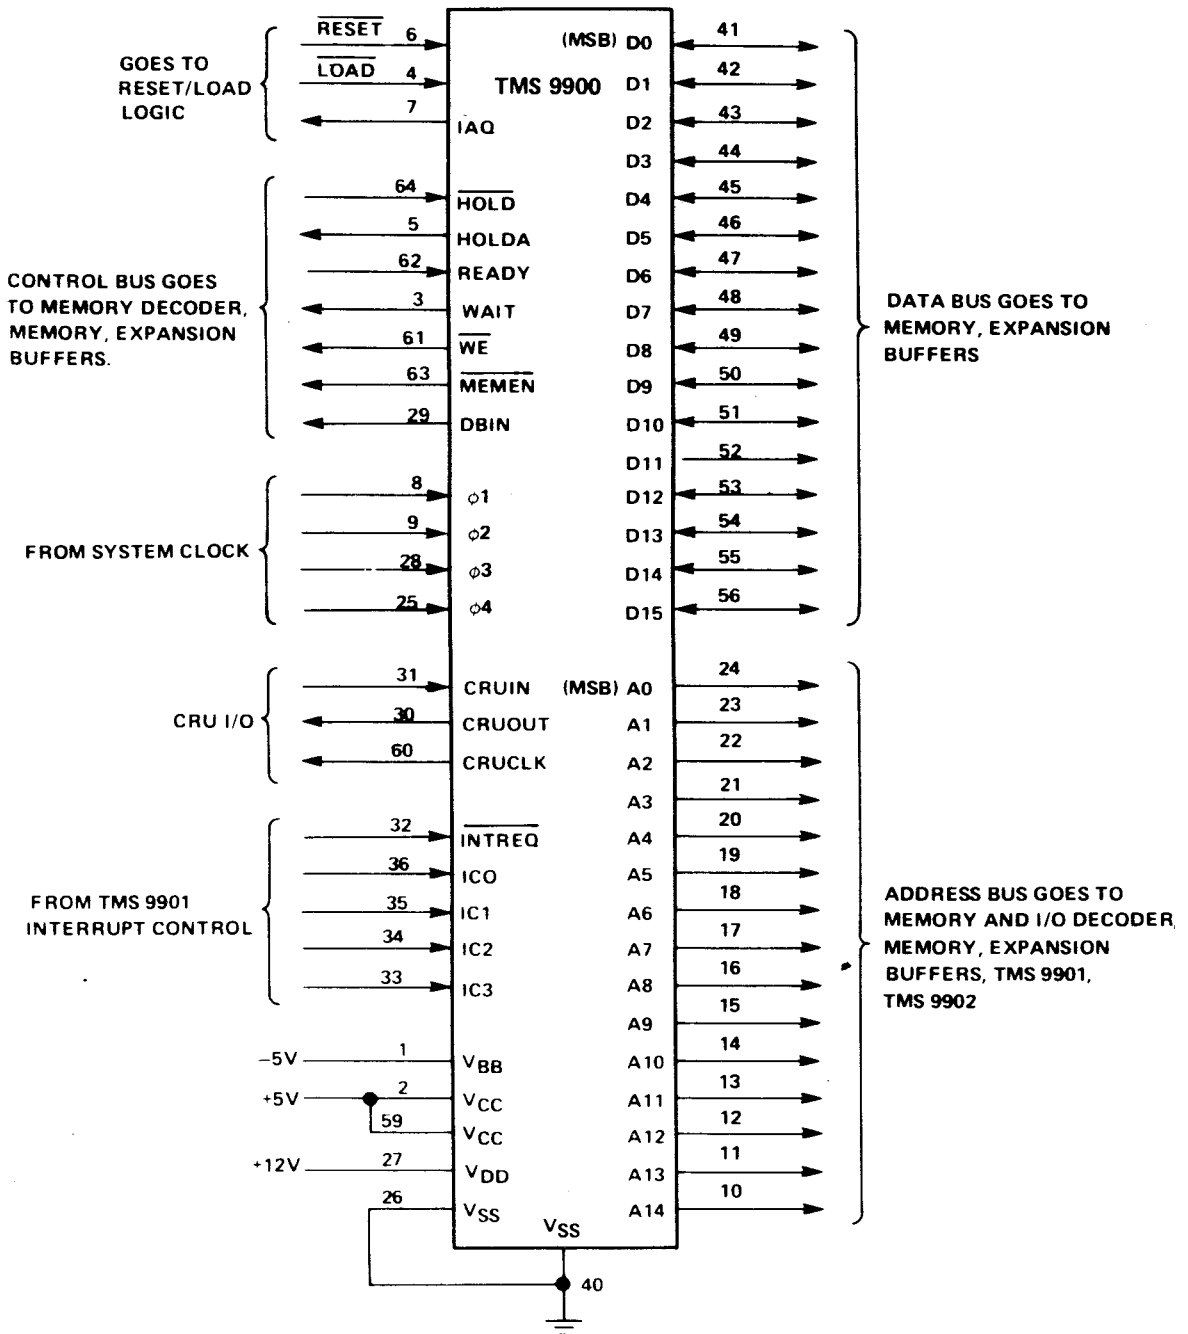 RESET 6
LOAD 4
7 IAQ
GOES TO
RESET/LOAD
LOGIC
64 HOLD
5 HOLDA
62 READY
3 WAIT
61 WE
63 MEMEN
29 DBIN
CONTROL BUS GOES
TO MEMORY DECODER,
MEMORY, EXPANSION
BUFFERS.
8 φ1
9 φ2
28 φ3
25 φ4
FROM SYSTEM CLOCK
31 CRUIN
30 CRUOUT
60 CRUCLK
CRU I/O
32 INTREQ
36 IC0
35 IC1
34 IC2
33 IC3
FROM TMS 9901
INTERRUPT CONTROL
−5V 1 VBB
+5V 2 VCC
59 VCC
+12V 27 VDD
26 VSS
VSS
40
TMS 9900
(MSB) D0 41
D1 42
D2 43
D3 44
D4 45
D5 46
D6 47
D7 48
D8 49
D9 50
D10 51
D11 52
D12 53
D13 54
D14 55
D15 56
DATA BUS GOES TO
MEMORY, EXPANSION
BUFFERS
(MSB) A0 24
A1 23
A2 22
A3 21
A4 20
A5 19
A6 18
A7 17
A8 16
A9 15
A10 14
A11 13
A12 12
A13 11
A14 10
ADDRESS BUS GOES TO
MEMORY AND I/O DECODER,
MEMORY, EXPANSION
BUFFERS, TMS 9901,
TMS 9902